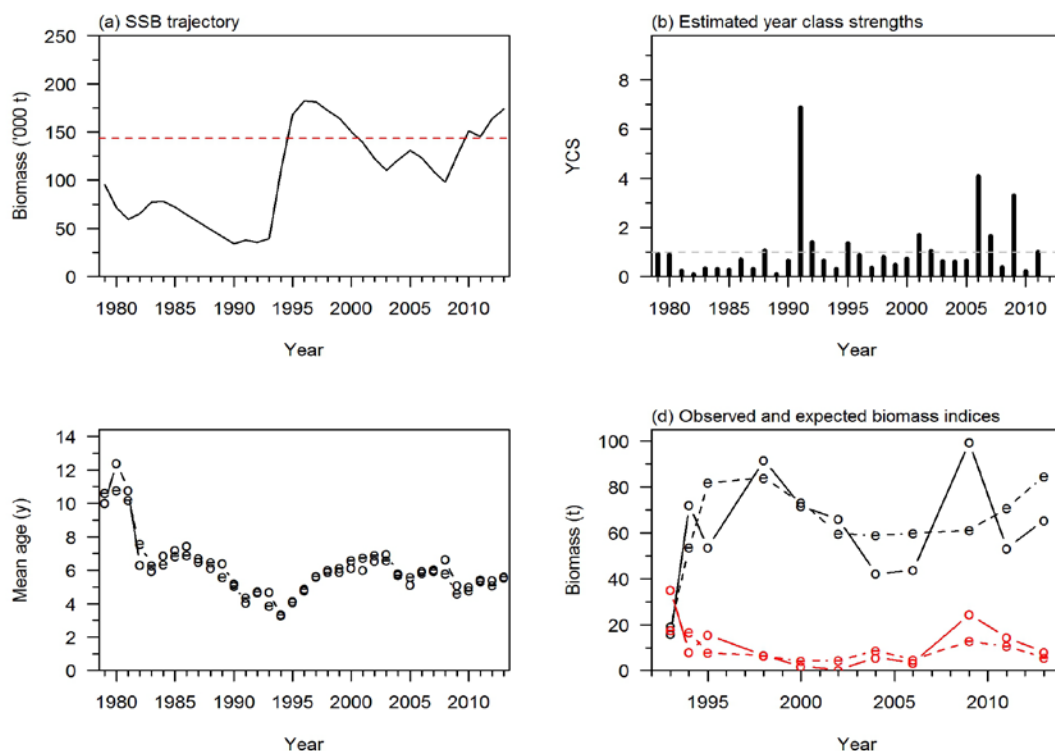 (a) SSB trajectory
Biomass ('000 t)
250
200
150
100
50
0
1980 1985 1990 1995 2000 2005 2010
Year
(b) Estimated year class strengths
YCS
8
6
4
2
0
1980 1985 1990 1995 2000 2005 2010
Year
Mean age (y)
14
12
10
8
6
4
2
0
1980 1985 1990 1995 2000 2005 2010
Year
(d) Observed and expected biomass indices
Biomass (t)
100
80
60
40
20
0
1995 2000 2005 2010
Year